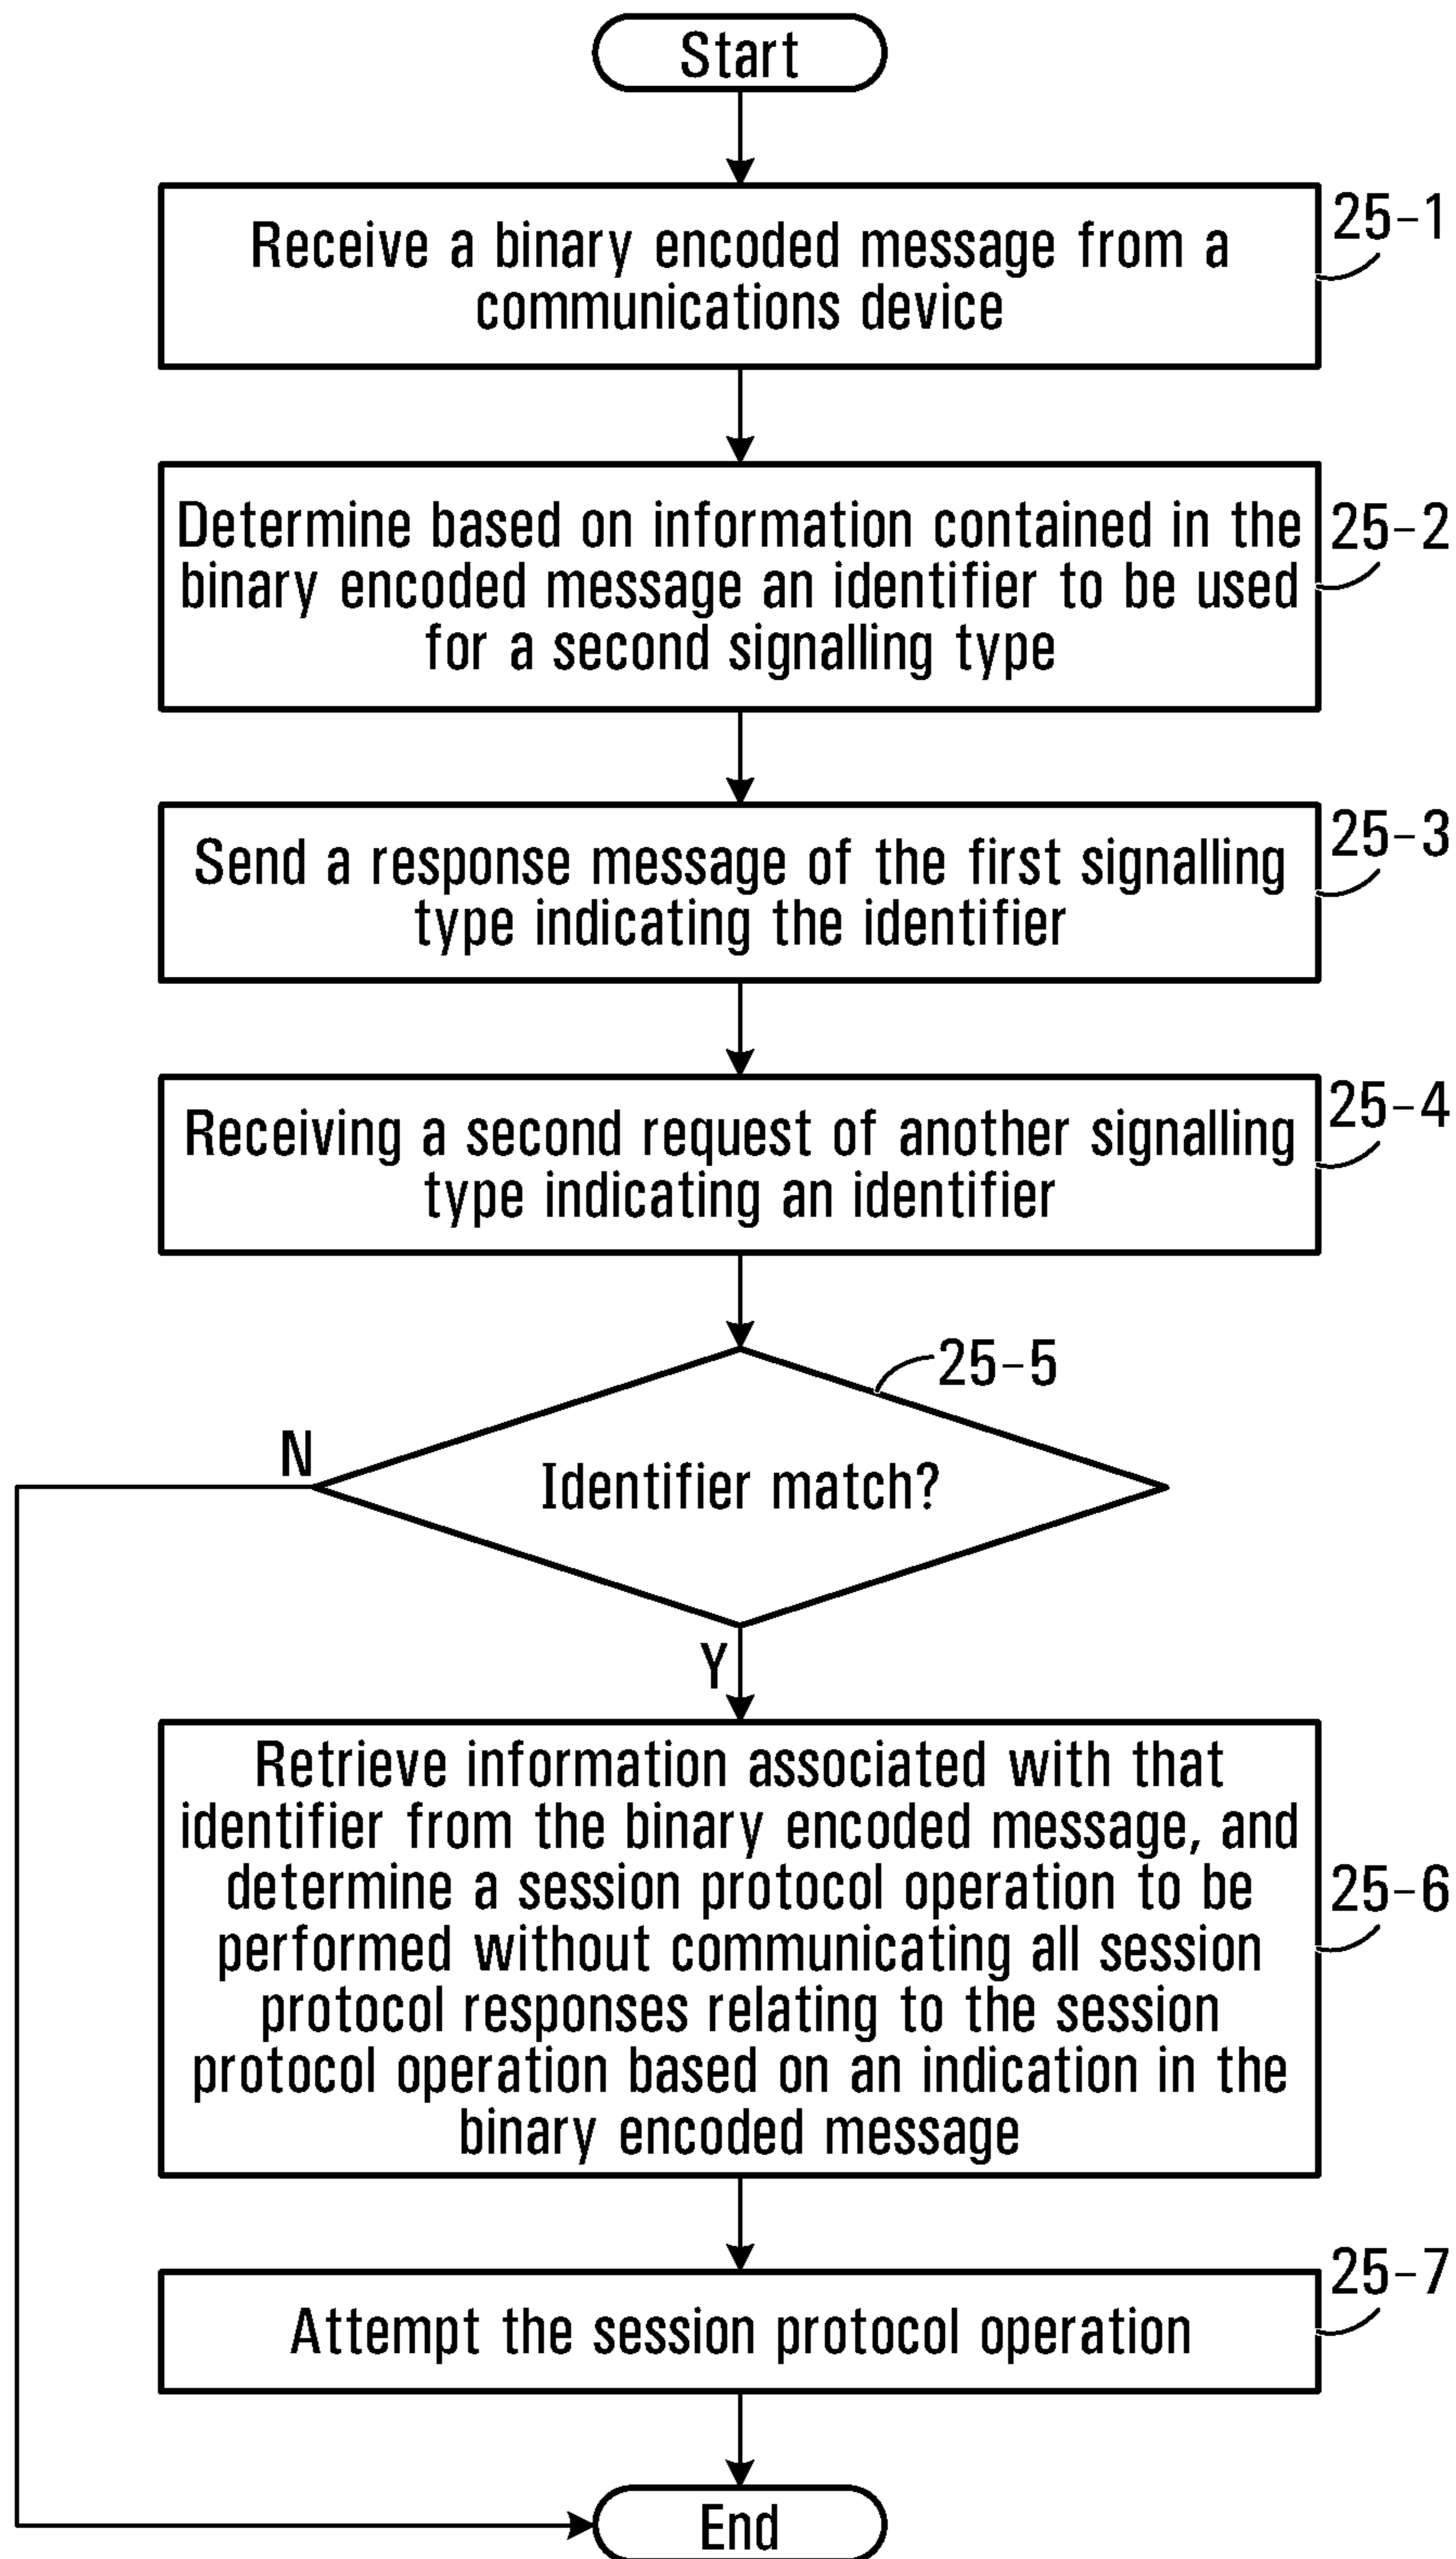 Start
25-1
Receive a binary encoded message from a
communications device
25-2
Determine based on information contained in the
binary encoded message an identifier to be used
for a second signalling type
25-3
Send a response message of the first signalling
type indicating the identifier
25-4
Receiving a second request of another signalling
type indicating an identifier
25-5
N
Identifier match?
Y
Retrieve information associated with that
identifier from the binary encoded message, and
determine a session protocol operation to be
25-6
performed without communicating all session
protocol responses relating to the session
protocol operation based on an indication in the
binary encoded message
25-7
Attempt the session protocol operation
End